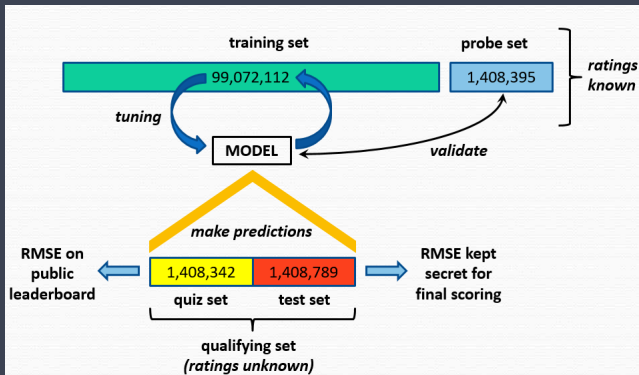 training set
probe set
99,072,112
1,408,395
ratings
known
tuning
MODEL
validate
make predictions
RMSE on
public
leaderboard
1,408,342
1,408,789
RMSE kept
secret for
final scoring
quiz set
test set
qualifying set
(ratings unknown)